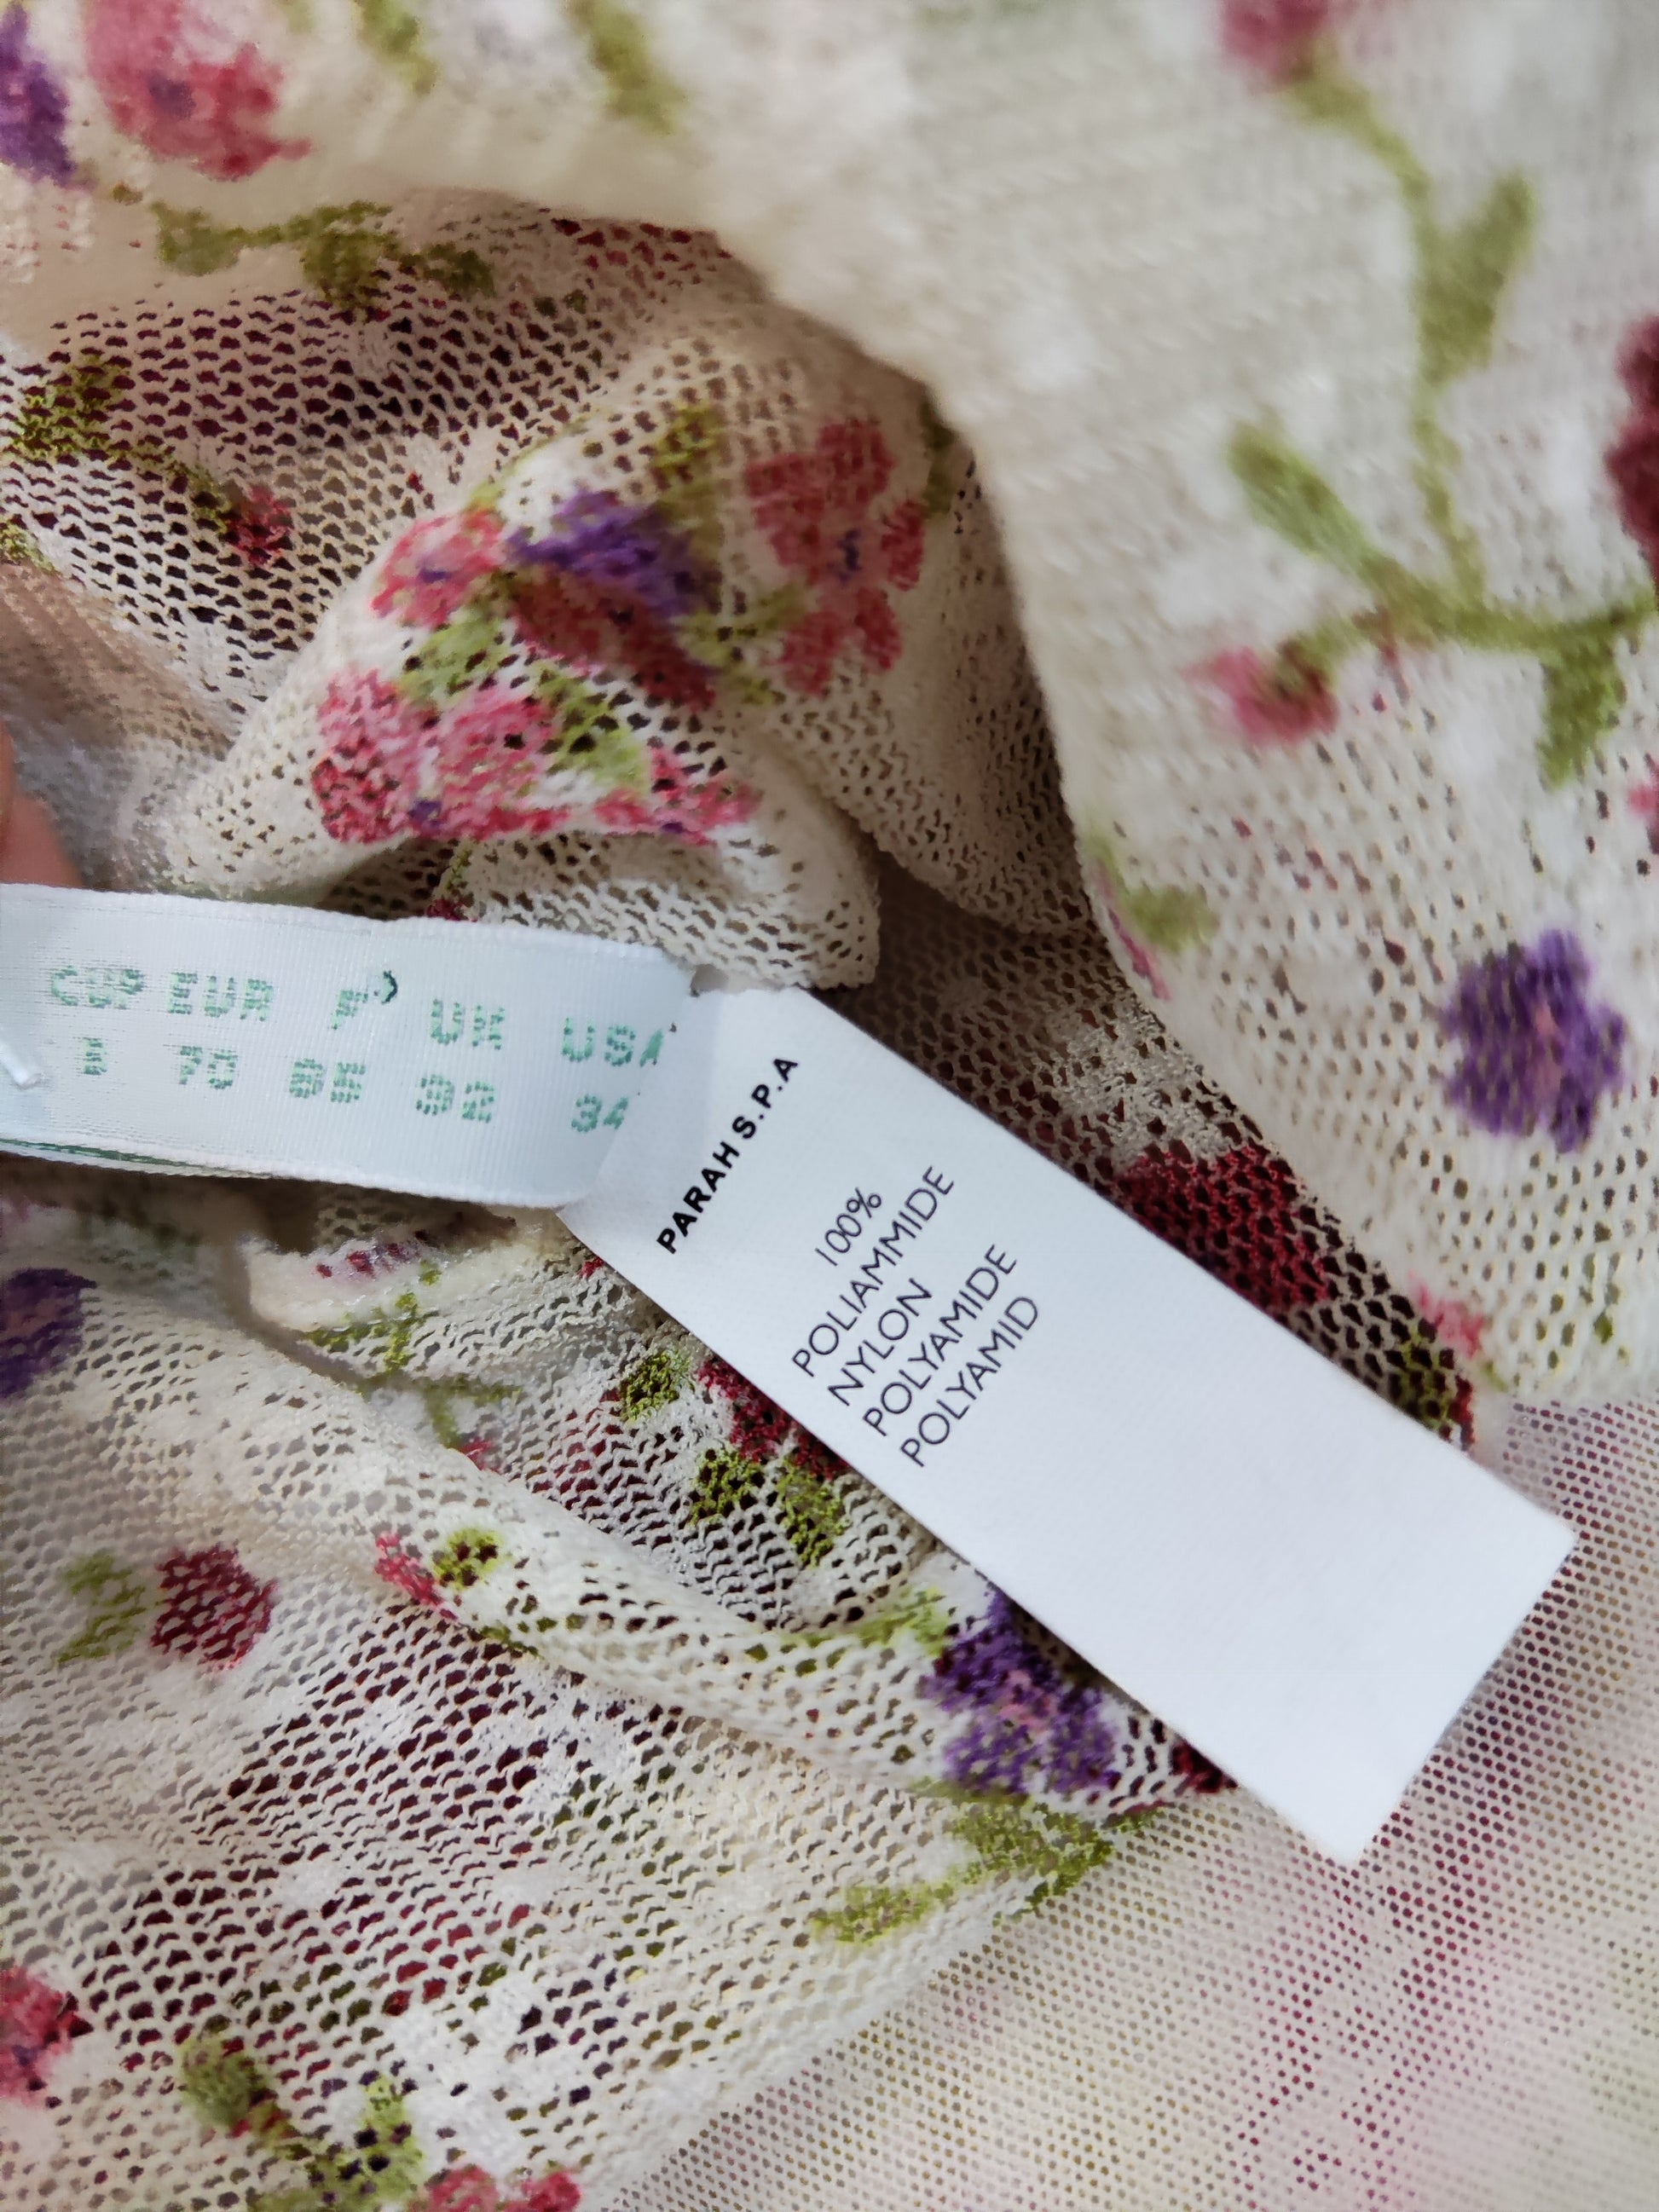 CUP EUR F UK USA
B 70 85 32 34
PARAH S.P.A
100%
POLIAMMIDE
NYLON
POLYAMIDE
POLYAMID